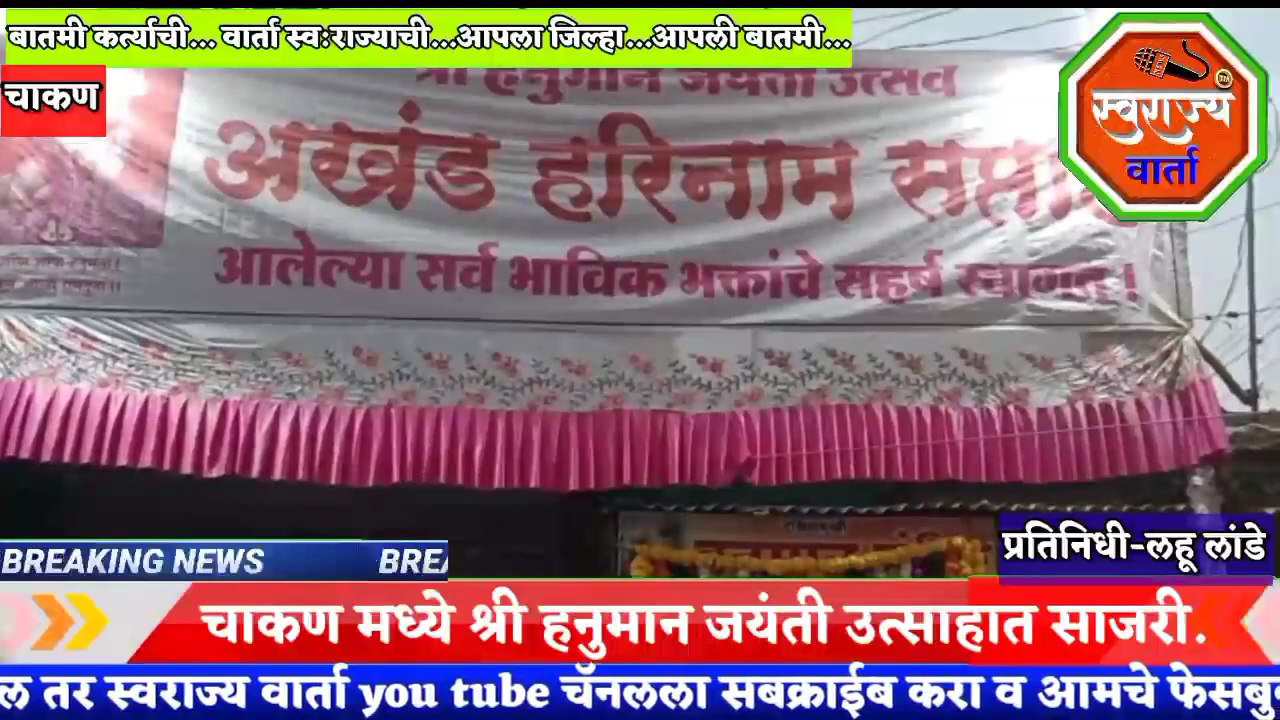 बातमी कर्त्याची... वार्ता स्वःराज्याची...आपला जिल्हा...आपली बातमी...
चाकण
स्वराज्य
वार्ता
श्री हनुमान जयंती उत्सव
अखंड हरिनाम
आलेल्या सर्व भाविक भक्तांचे सहर्ष स्वागत !
प्रतिनिधी-लहू लांडे
BREAKING NEWS BREA
चाकण मध्ये श्री हनुमान जयंती उत्साहात साजरी.
ल तर स्वराज्य वार्ता you tube चॅनलला सबक्राईब करा व आमचे फेसबु